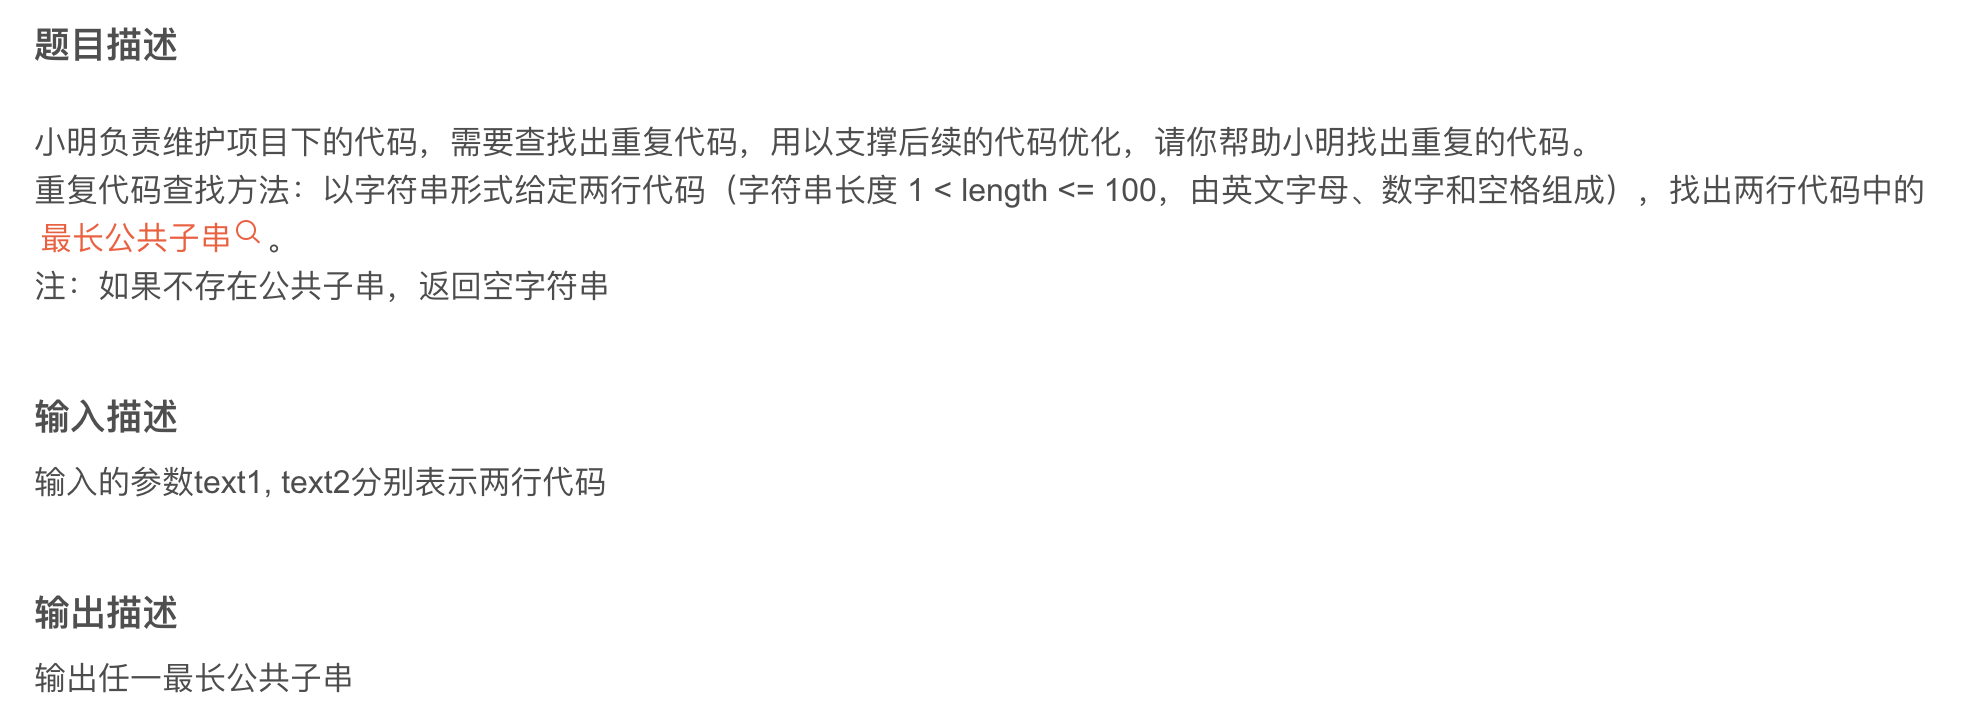 题目描述
小明负责维护项目下的代码，需要查找出重复代码，用以支撑后续的代码优化，请你帮助小明找出重复的代码。
重复代码查找方法：以字符串形式给定两行代码（字符串长度 1 < length <= 100，由英文字母、数字和空格组成），找出两行代码中的
最长公共子串。
注：如果不存在公共子串，返回空字符串
输入描述
输入的参数text1, text2分别表示两行代码
输出描述
输出任一最长公共子串